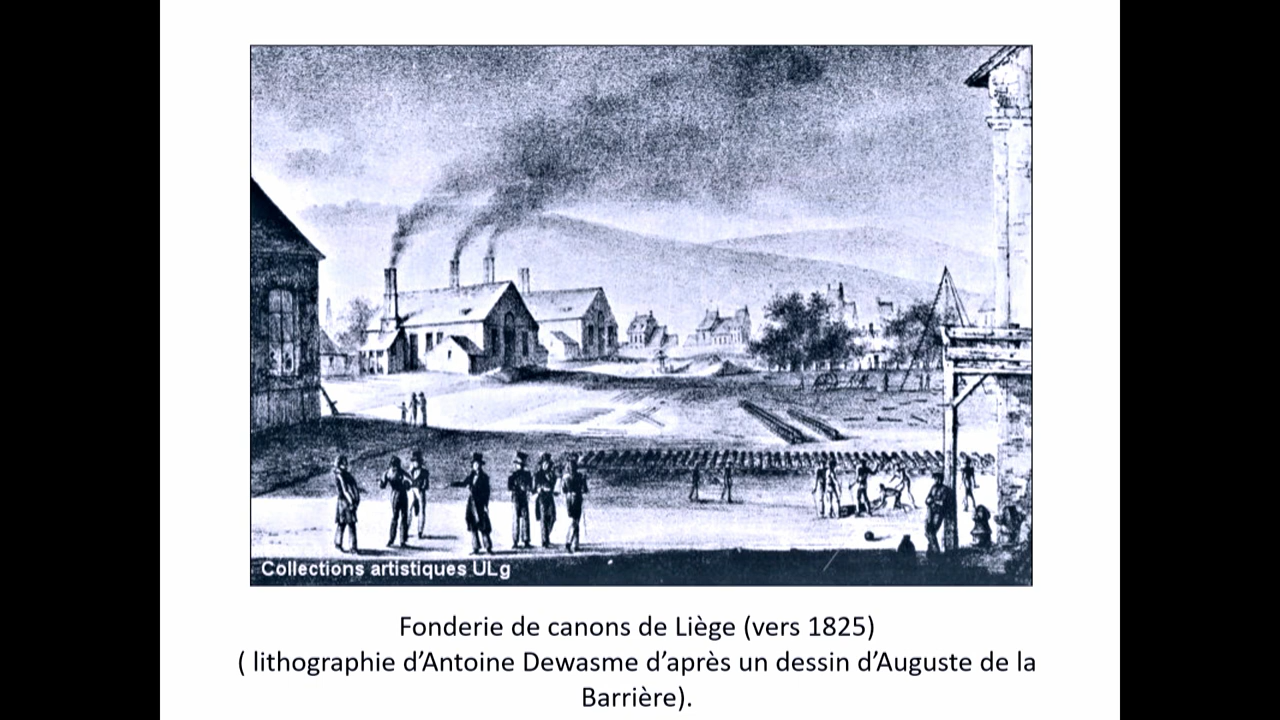 Collections artistiques ULg
Fonderie de canons de Liège (vers 1825)
( lithographie d’Antoine Dewasme d’après un dessin d’Auguste de la
Barrière).